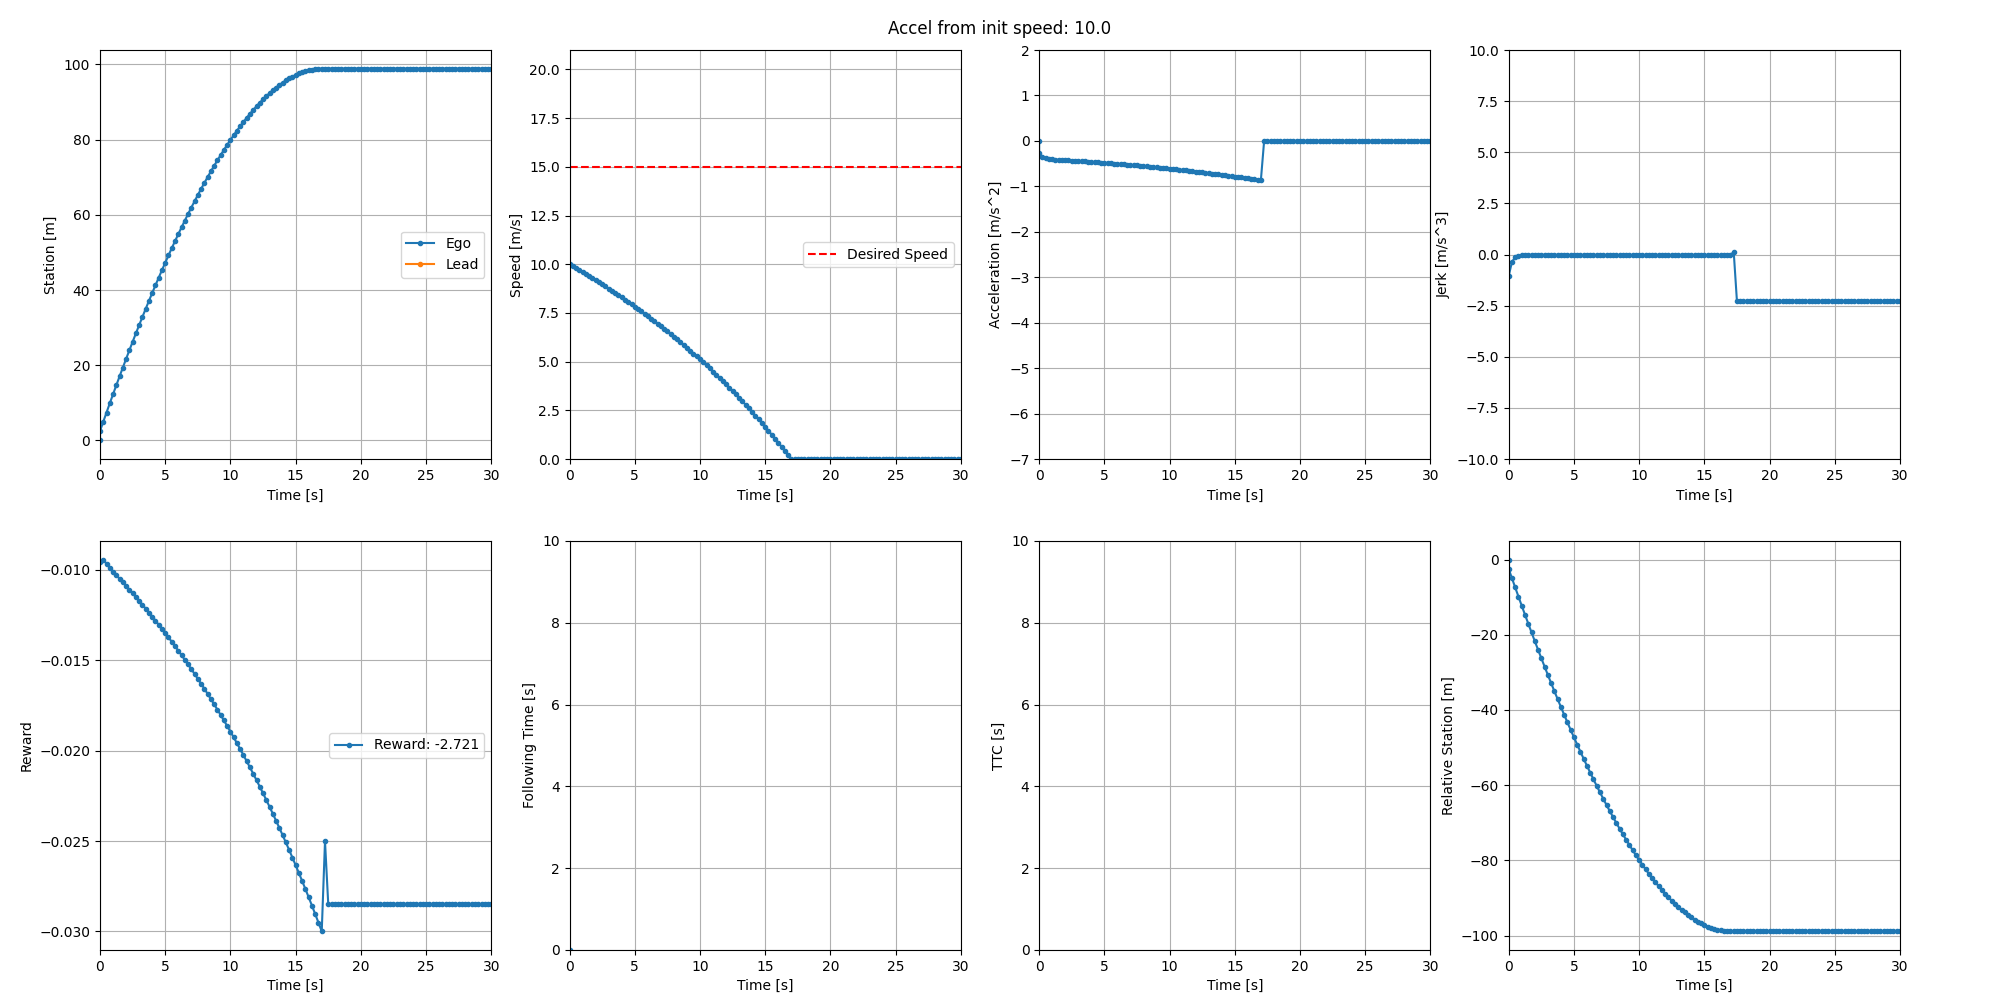 Accel from init speed: 10.0
100
80
60
40
20
0
Station [m]
Ego
Lead
0 5 10 15 20 25 30
Time [s]
20.0
17.5
15.0
12.5
10.0
7.5
5.0
2.5
0.0
Speed [m/s]
Desired Speed
0 5 10 15 20 25 30
Time [s]
2
1
0
−1
−2
−3
−4
−5
−6
−7
Acceleration [m/s^2]
0 5 10 15 20 25 30
Time [s]
10.0
7.5
5.0
2.5
0.0
−2.5
−5.0
−7.5
−10.0
Jerk [m/s^3]
0 5 10 15 20 25 30
Time [s]
−0.010
−0.015
−0.020
−0.025
−0.030
Reward
Reward: -2.721
0 5 10 15 20 25 30
Time [s]
10
8
6
4
2
0
Following Time [s]
0 5 10 15 20 25 30
Time [s]
10
8
6
4
2
0
TTC [s]
0 5 10 15 20 25 30
Time [s]
0
−20
−40
−60
−80
−100
Relative Station [m]
0 5 10 15 20 25 30
Time [s]